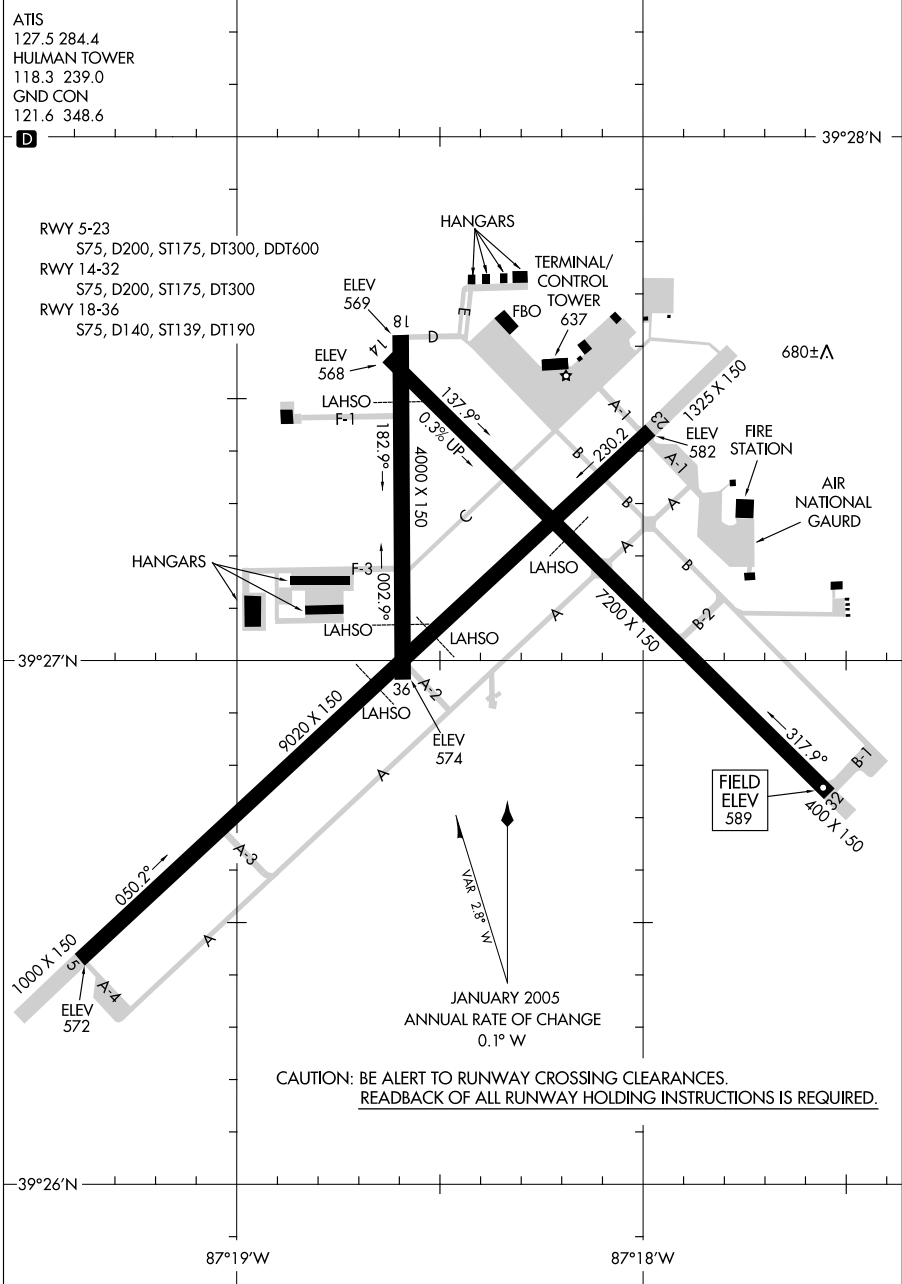 ATIS
127.5 284.4
HULMAN TOWER
118.3 239.0
GND CON
121.6 348.6
D
39°28'N
RWY 5-23
S75, D200, ST175, DT300, DDT600
RWY 14-32
S75, D200, ST175, DT300
RWY 18-36
S75, D140, ST139, DT190
HANGARS
TERMINAL/
CONTROL
TOWER
637
FBO
E
D
ELEV
569
18
ELEV
568
14
680±
LAHSO
F-1
137.9°
0.3% UP
182.9°
4000 X 150
A-1
23
1325 X 150
230.2
ELEV
582
A-1
FIRE
STATION
AIR
NATIONAL
GAURD
B
B
A
C
A
B
HANGARS
F-3
002.9°
LAHSO
7200 X 150
B-2
A
LAHSO
LAHSO
39°27'N
36
A-2
LAHSO
9020 X 150
ELEV
574
A
317.9°
B-1
FIELD
ELEV
589
32
400 X 150
A-3
050.2°
VAR 2.8° W
A
1000 X 150
5
A-4
ELEV
572
JANUARY 2005
ANNUAL RATE OF CHANGE
0.1° W
CAUTION: BE ALERT TO RUNWAY CROSSING CLEARANCES.
READBACK OF ALL RUNWAY HOLDING INSTRUCTIONS IS REQUIRED.
39°26'N
87°19'W
87°18'W